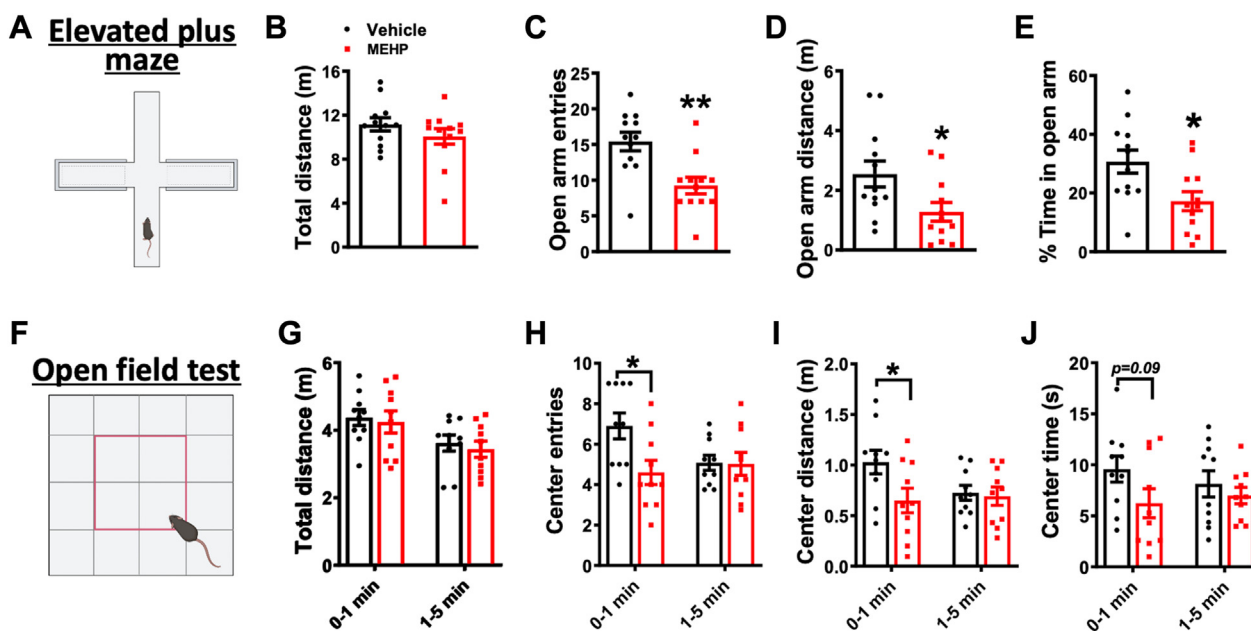 A
Elevated plus
maze
B
Vehicle
MEHP
Total distance (m)
16
12
8
4
0
C
Open arm entries
25
20
15
10
5
0
**
D
Open arm distance (m)
6
4
2
0
*
E
% Time in open arm
60
40
20
0
*
F
Open field test
G
Total distance (m)
6
4
2
0
0-1 min
1-5 min
H
Center entries
10
8
6
4
2
0
*
0-1 min
1-5 min
I
Center distance (m)
2.0
1.5
1.0
0.5
0.0
*
0-1 min
1-5 min
J
Center time (s)
20
15
10
5
0
p=0.09
0-1 min
1-5 min